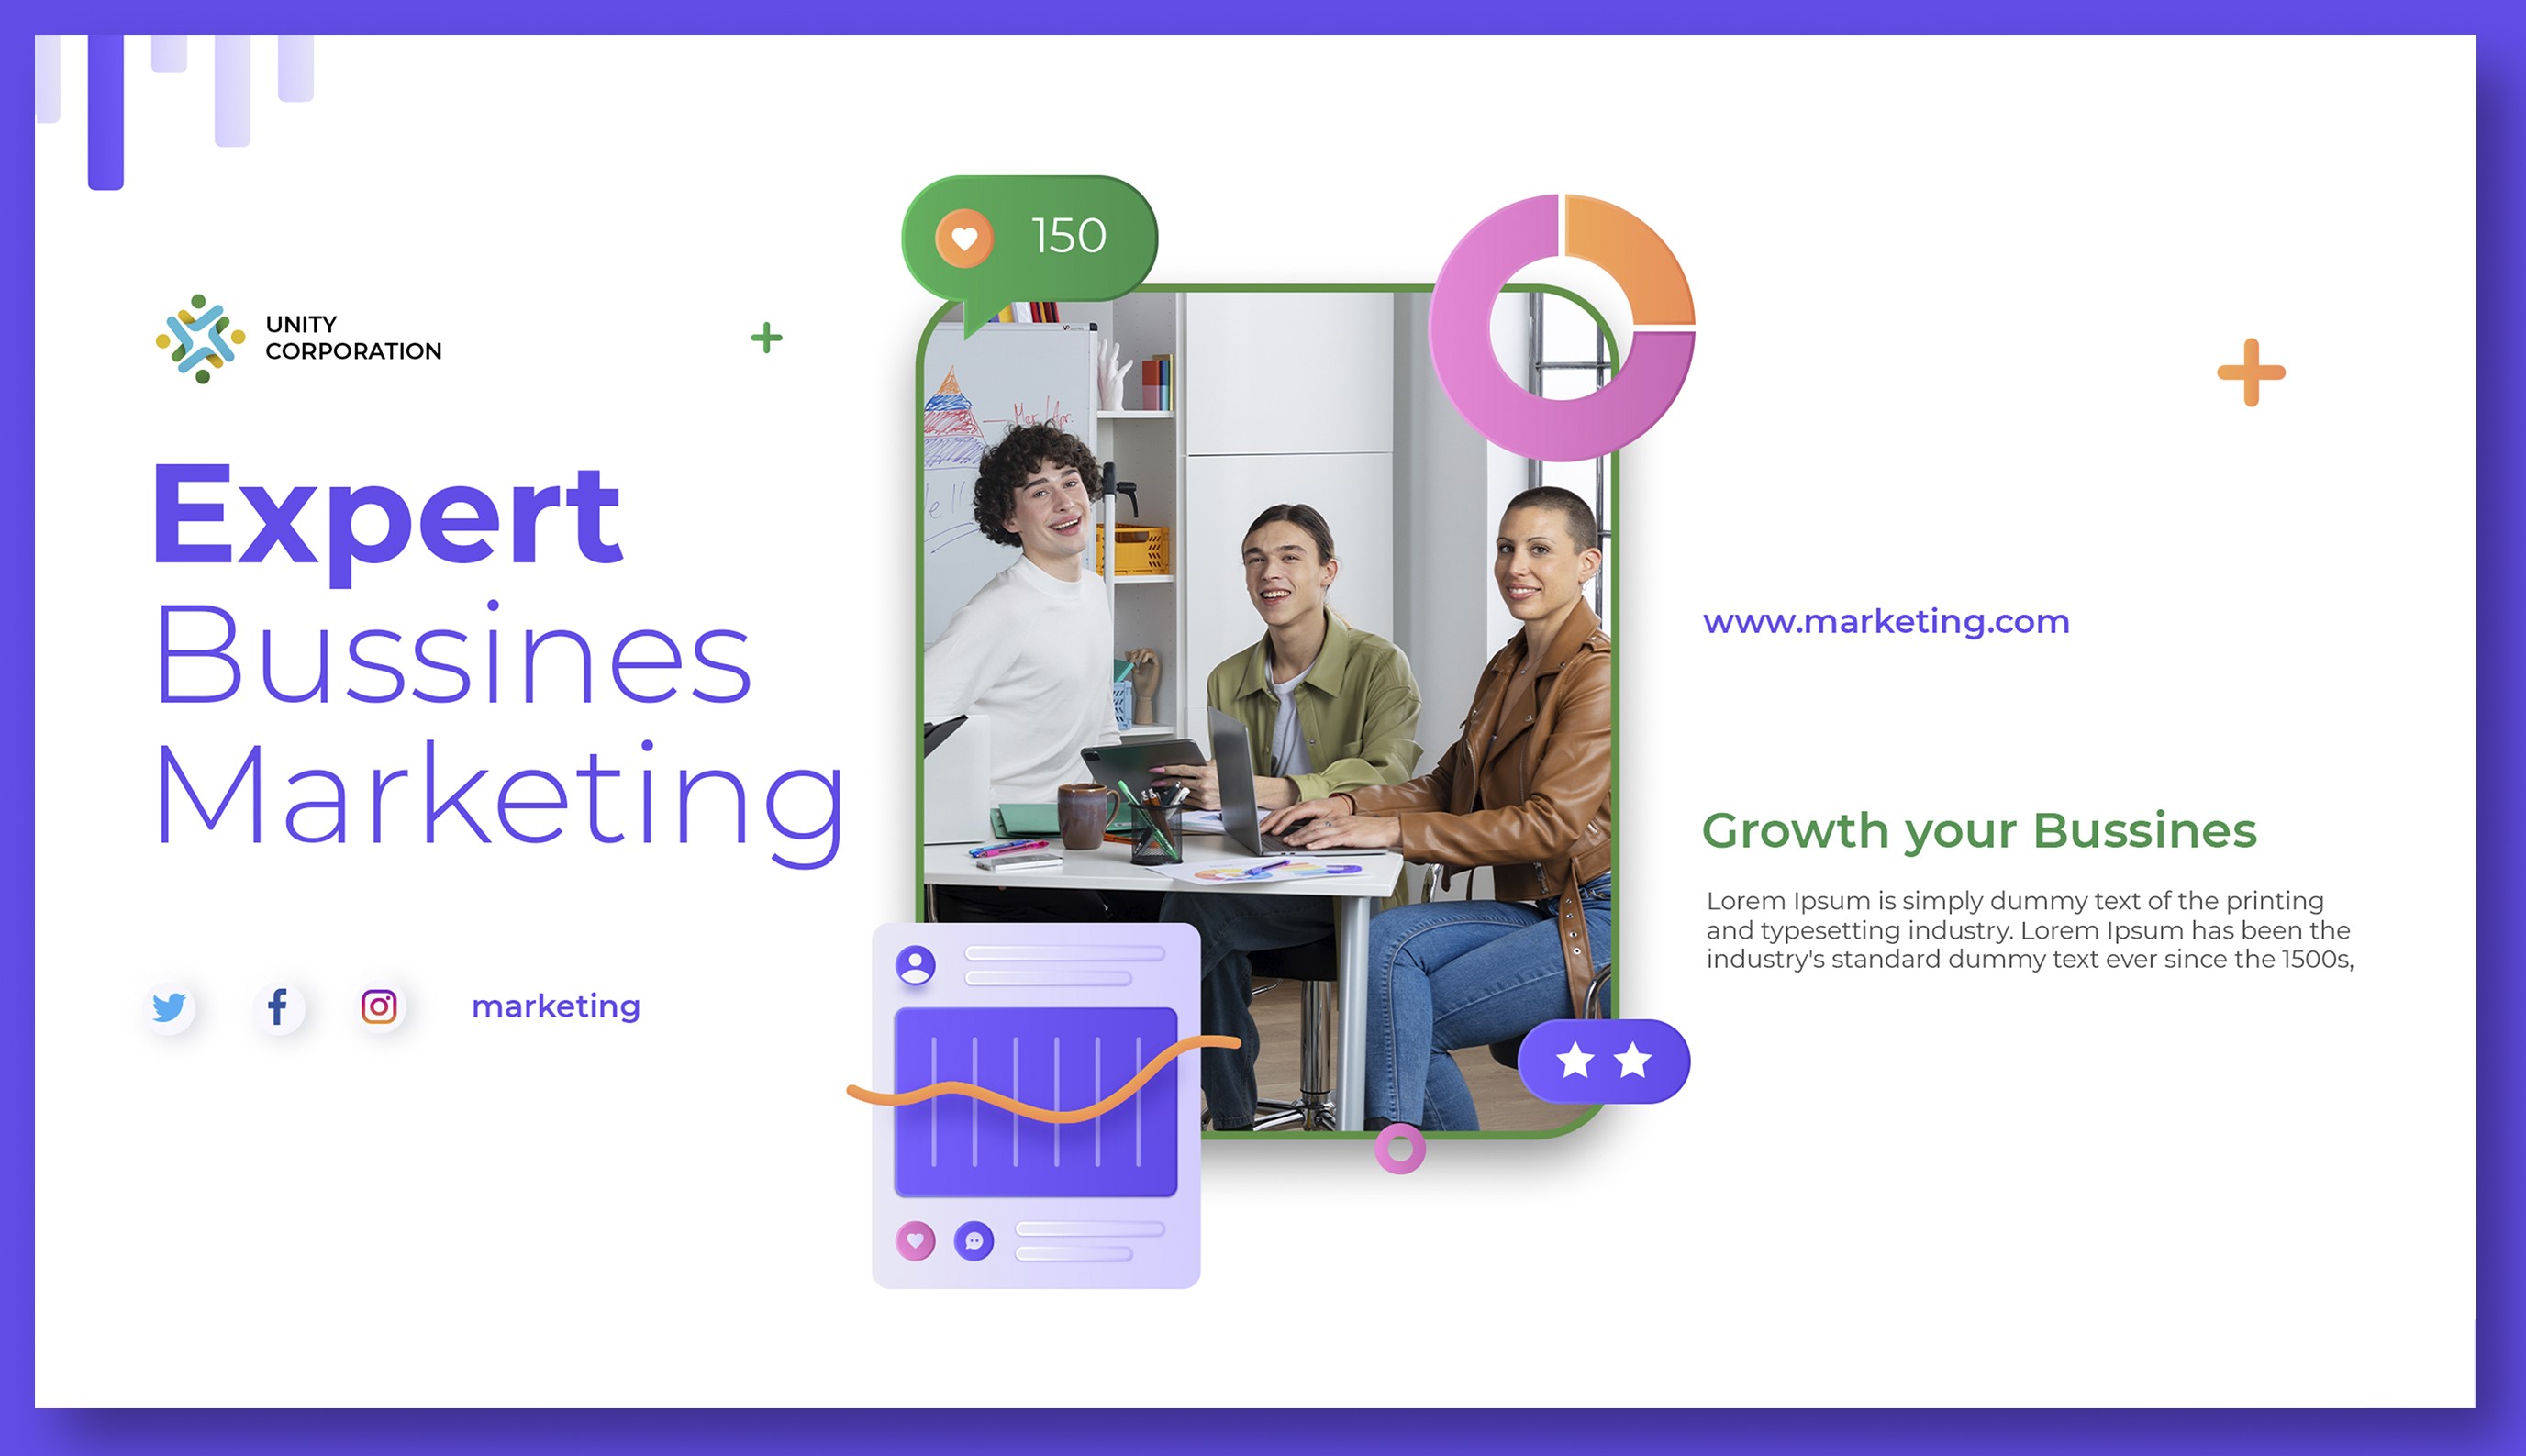 150
UNITY
CORPORATION
Expert
Bussines
Marketing
marketing
www.marketing.com
Growth your Bussines
Lorem Ipsum is simply dummy text of the printing
and typesetting industry. Lorem Ipsum has been the
industry's standard dummy text ever since the 1500s,